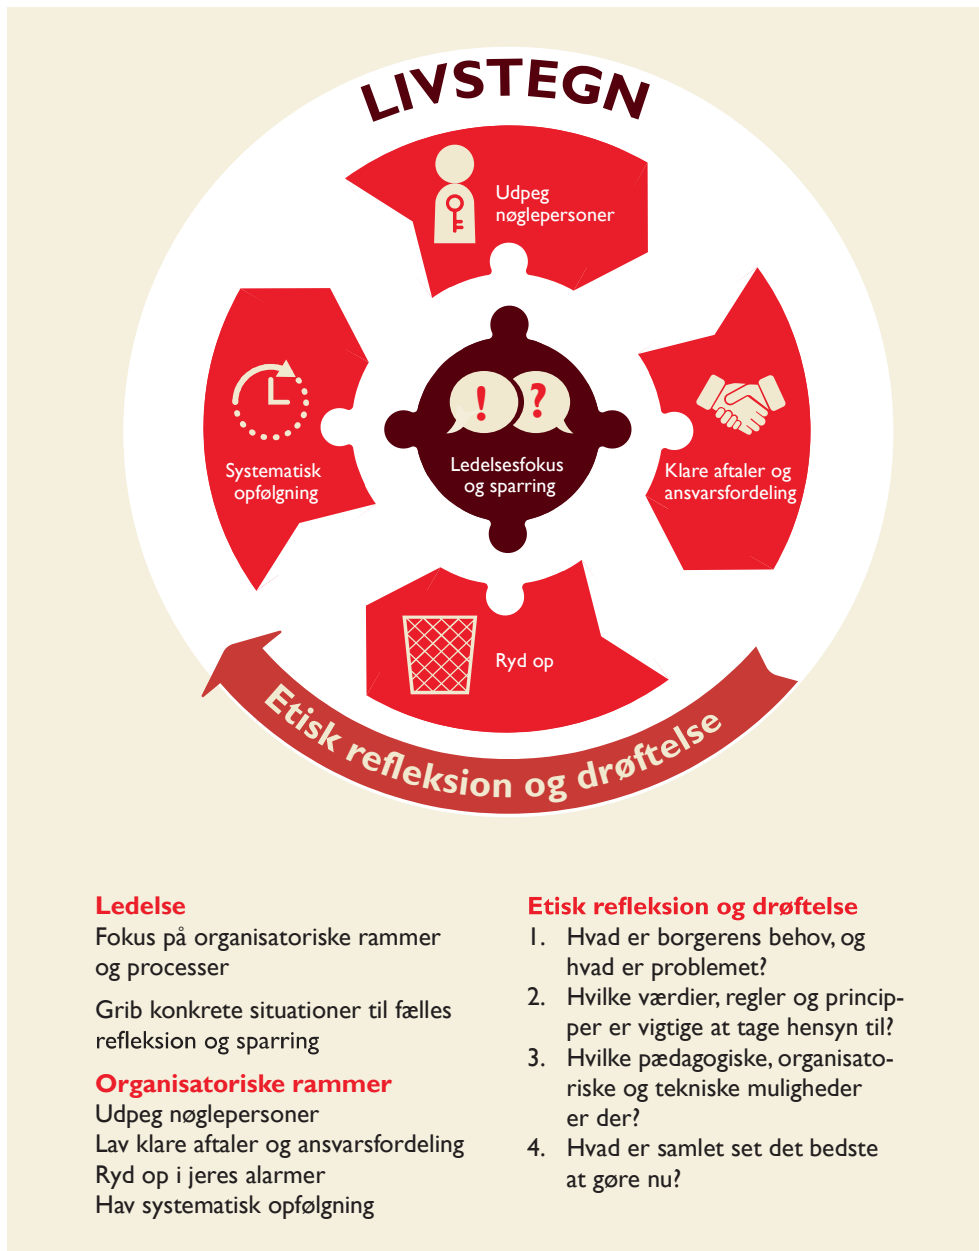 LIVSTEGN
Udpeg
nøglepersoner
Systematisk
opfølgning
! ?
Ledelsesfokus
og sparring
Klare aftaler og
ansvarsfordeling
Ryd op
Etisk refleksion og drøftelse
Ledelse
Fokus på organisatoriske rammer
og processer
Grib konkrete situationer til fælles
refleksion og sparring
Organisatoriske rammer
Udpeg nøglepersoner
Lav klare aftaler og ansvarsfordeling
Ryd op i jeres alarmer
Hav systematisk opfølgning
Etisk refleksion og drøftelse
1. Hvad er borgerens behov, og
hvad er problemet?
2. Hvilke værdier, regler og princip-
per er vigtige at tage hensyn til?
3. Hvilke pædagogiske, organisato-
riske og tekniske muligheder
er der?
4. Hvad er samlet set det bedste
at gøre nu?